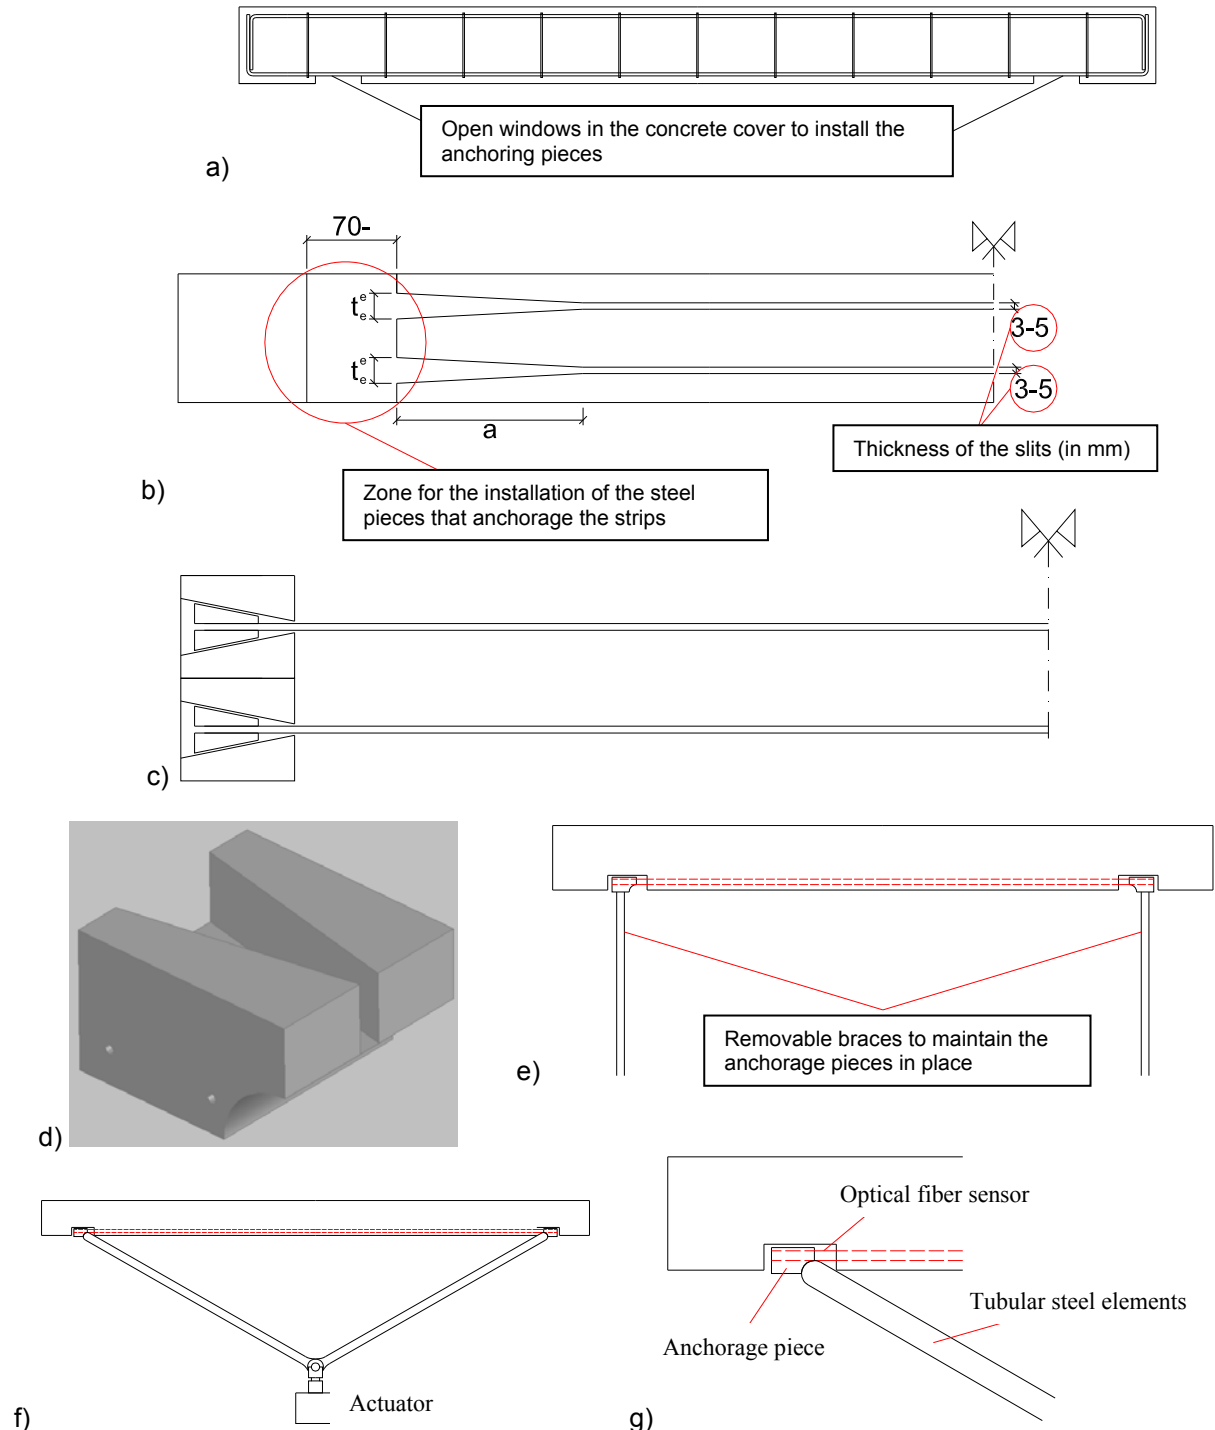 Open windows in the concrete cover to install the
anchoring pieces
a)
70-
t e e
t e e
3-5
3-5
a
Thickness of the slits (in mm)
b)
Zone for the installation of the steel
pieces that anchorage the strips
c)
Removable braces to maintain the
anchorage pieces in place
e)
d)
Optical fiber sensor
Tubular steel elements
Anchorage piece
Actuator
f)
g)